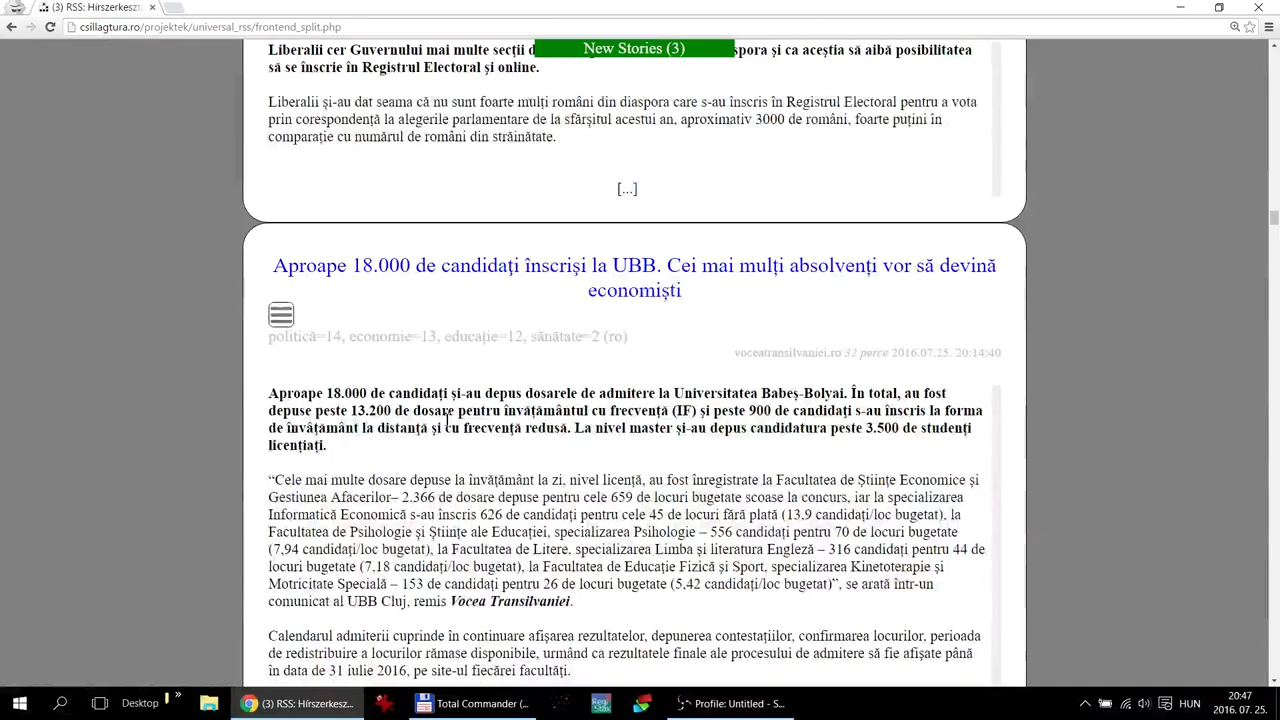 (3) RSS: Hírszerkeszt
csillagtura.ro/projektek/universal_rss/frontend_split.php
New Stories (3)
Liberalii cer Guvernului mai multe secții spora și ca aceștia să aibă posibilitatea
să se înscrie în Registrul Electoral și online.
Liberalii și-au dat seama că nu sunt foarte mulți români din diaspora care s-au înscris în Registrul Electoral pentru a vota
prin corespondență la alegerile parlamentare de la sfârșitul acestui an, aproximativ 3000 de români, foarte puțini în
comparație cu numărul de români din străinătate.
[...]
Aproape 18.000 de candidați înscriși la UBB. Cei mai mulți absolvenți vor să devină
economiști
politică=14, economie=13, educație=12, sănătate=2 (ro)
voceatransilvaniei.ro 32 perce 2016.07.25. 20:14:40
Aproape 18.000 de candidați și-au depus dosarele de admitere la Universitatea Babeș-Bolyai. În total, au fost
depuse peste 13.200 de dosare pentru învățământul cu frecvență (IF) și peste 900 de candidați s-au înscris la forma
de învățământ la distanță și cu frecvență redusă. La nivel master și-au depus candidatura peste 3.500 de studenți
licențiați.
“Cele mai multe dosare depuse la învățământ la zi, nivel licență, au fost înregistrate la Facultatea de Științe Economice și
Gestiunea Afacerilor– 2.366 de dosare depuse pentru cele 659 de locuri bugetate scoase la concurs, iar la specializarea
Informatică Economică s-au înscris 626 de candidați pentru cele 45 de locuri fără plată (13,9 candidați/loc bugetat), la
Facultatea de Psihologie și Științe ale Educației, specializarea Psihologie – 556 candidați pentru 70 de locuri bugetate
(7,94 candidați/loc bugetat), la Facultatea de Litere, specializarea Limba și literatura Engleză – 316 candidați pentru 44 de
locuri bugetate (7,18 candidați/loc bugetat), la Facultatea de Educație Fizică și Sport, specializarea Kinetoterapie și
Motricitate Specială – 153 de candidați pentru 26 de locuri bugetate (5,42 candidați/loc bugetat)”, se arată într-un
comunicat al UBB Cluj, remis Vocea Transilvaniei.
Calendarul admiterii cuprinde în continuare afișarea rezultatelor, depunerea contestațiilor, confirmarea locurilor, perioada
de redistribuire a locurilor rămase disponibile, urmând ca rezultatele finale ale procesului de admitere să fie afișate până
în data de 31 iulie 2016, pe site-ul fiecărei facultăți.
Desktop
(3) RSS: Hírszerkesz...
Total Commander (...
Profile: Untitled - S...
HUN
20:47
2016. 07. 25.